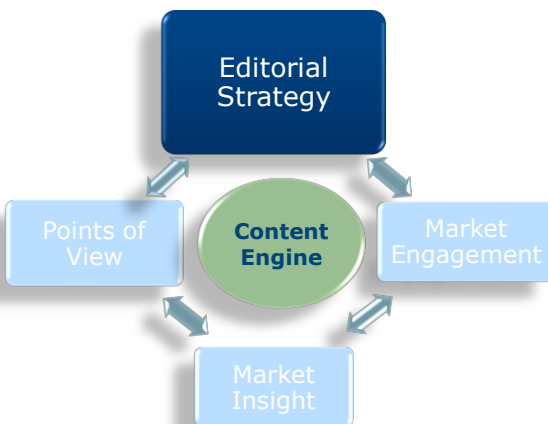 Editorial
Strategy
Points of
View
Content
Engine
Market
Engagement
Market
Insight